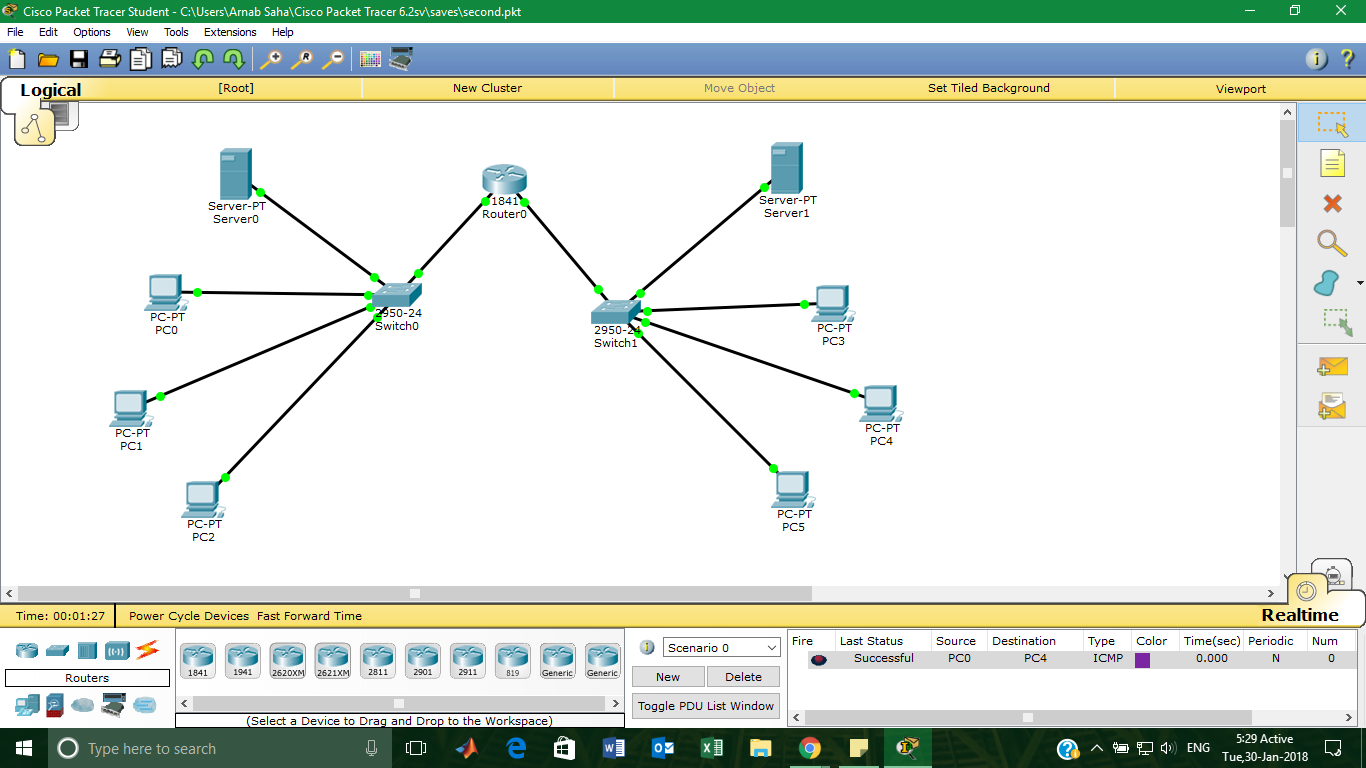 Cisco Packet Tracer Student - C:\Users\Arnab Saha\Cisco Packet Tracer 6.2sv\saves\second.pkt
File Edit Options View Tools Extensions Help
Logical [Root] New Cluster Move Object Set Tiled Background Viewport
Server-PT
Server0
1841
Router0
Server-PT
Server1
PC-PT
PC0
2950-24
Switch0
2950-24
Switch1
PC-PT
PC3
PC-PT
PC1
PC-PT
PC4
PC-PT
PC2
PC-PT
PC5
Time: 00:01:27 Power Cycle Devices Fast Forward Time Realtime
Routers
1841 1941 2620XM 2621XM 2811 2901 2911 819 Generic Generic
(Select a Device to Drag and Drop to the Workspace)
Scenario 0
New Delete
Toggle PDU List Window
Fire Last Status Source Destination Type Color Time(sec) Periodic Num
Successful PC0 PC4 ICMP 0.000 N 0
Type here to search
ENG
5:29 Active
Tue,30-Jan-2018